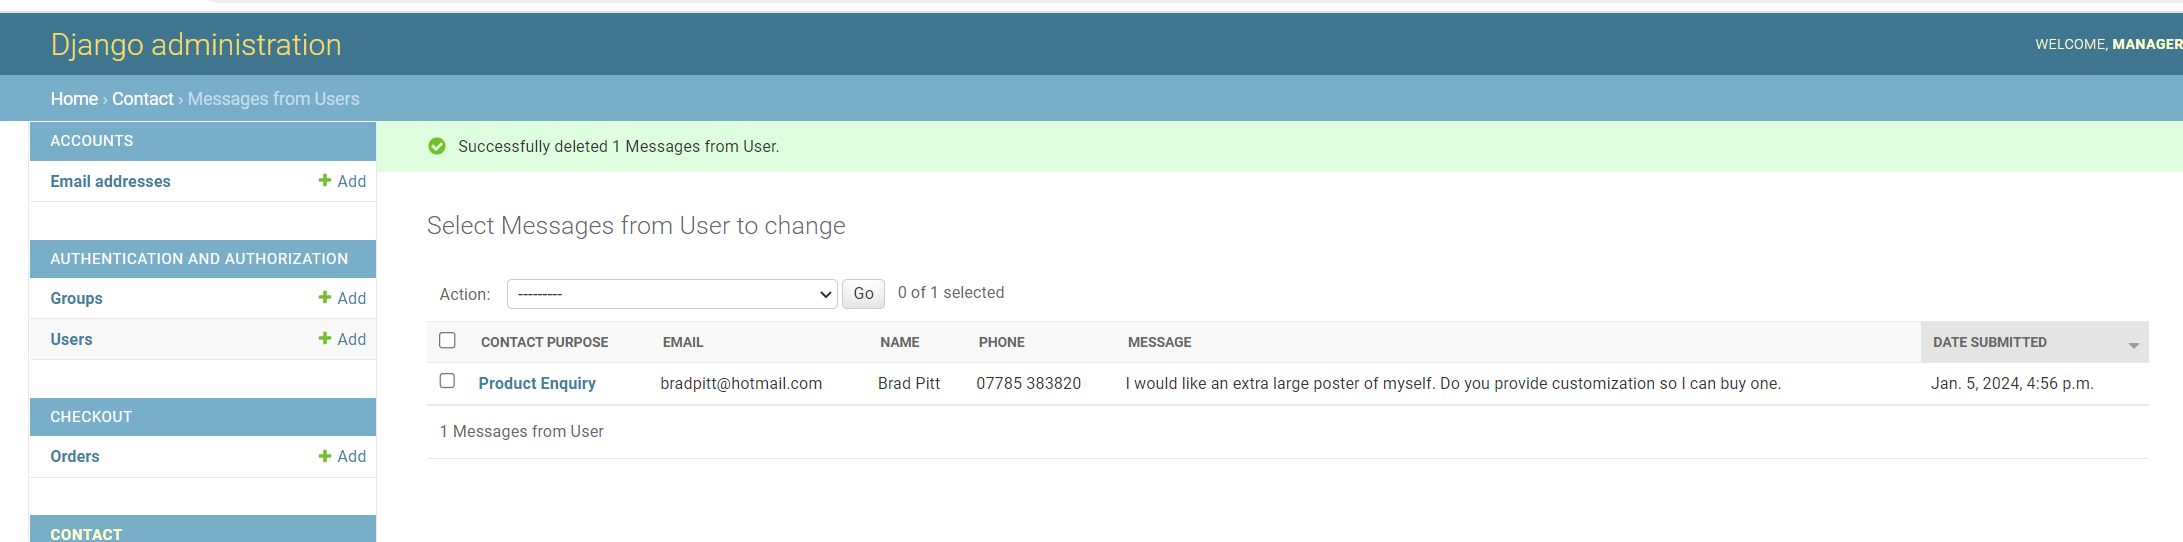 Django administration
WELCOME, MANAGER
Home › Contact › Messages from Users
ACCOUNTS
Email addresses + Add
AUTHENTICATION AND AUTHORIZATION
Groups + Add
Users + Add
CHECKOUT
Orders + Add
CONTACT
Successfully deleted 1 Messages from User.
Select Messages from User to change
Action: --------- Go 0 of 1 selected
CONTACT PURPOSE EMAIL NAME PHONE MESSAGE DATE SUBMITTED
Product Enquiry bradpitt@hotmail.com Brad Pitt 07785 383820 I would like an extra large poster of myself. Do you provide customization so I can buy one. Jan. 5, 2024, 4:56 p.m.
1 Messages from User